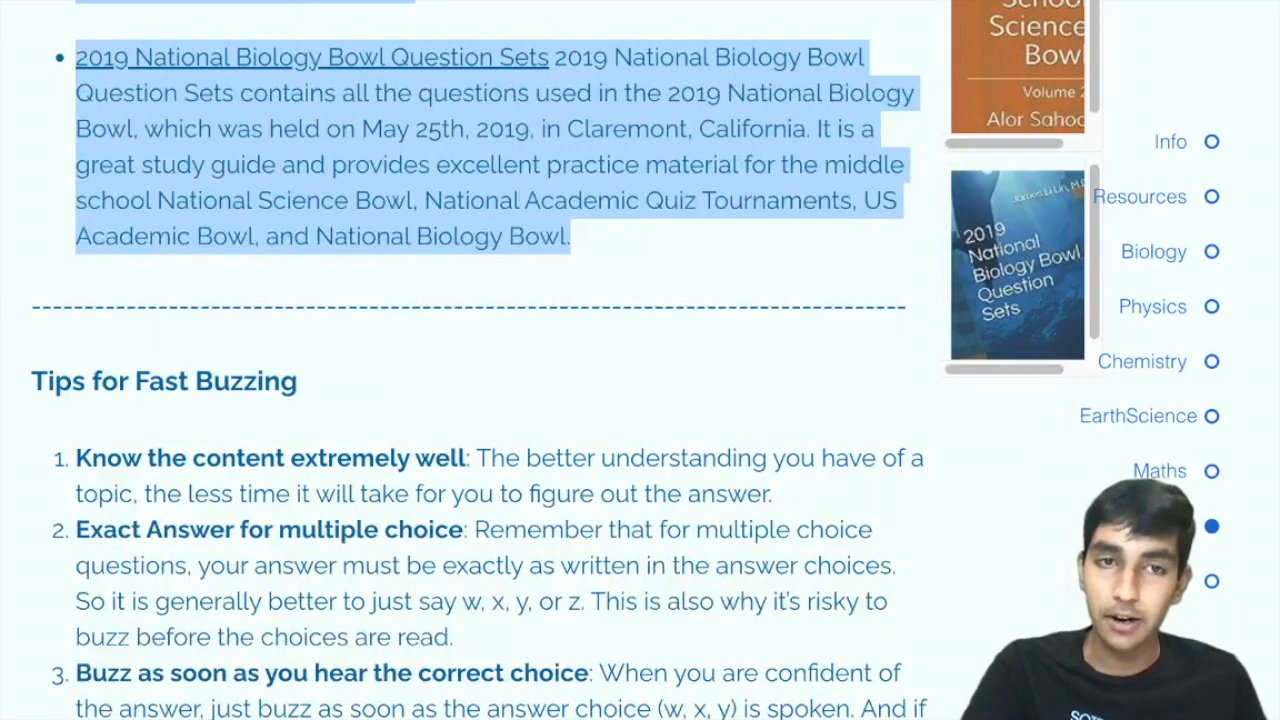 2019 National Biology Bowl Question Sets 2019 National Biology Bowl
Question Sets contains all the questions used in the 2019 National Biology
Bowl, which was held on May 25th, 2019, in Claremont, California. It is a
great study guide and provides excellent practice material for the middle
school National Science Bowl, National Academic Quiz Tournaments, US
Academic Bowl, and National Biology Bowl.
Tips for Fast Buzzing
1. Know the content extremely well: The better understanding you have of a
topic, the less time it will take for you to figure out the answer.
2. Exact Answer for multiple choice: Remember that for multiple choice
questions, your answer must be exactly as written in the answer choices.
So it is generally better to just say w, x, y, or z. This is also why it's risky to
buzz before the choices are read.
3. Buzz as soon as you hear the correct choice: When you are confident of
the answer, just buzz as soon as the answer choice (w, x, y) is spoken. And if
School
Science
Bowl
Volume 2
Alor Sahoo
2019
National
Biology Bowl
Question
Sets
Info
Resources
Biology
Physics
Chemistry
EarthScience
Maths